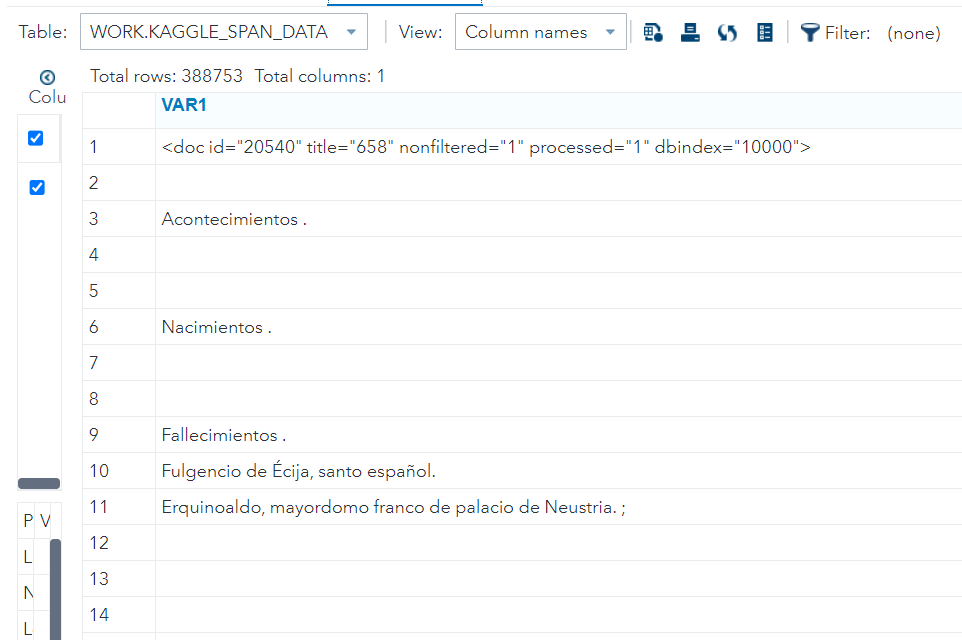 Table: WORK.KAGGLE_SPAN_DATA View: Column names Filter: (none)
Total rows: 388753 Total columns: 1
Colu
VAR1
1 <doc id="20540" title="658" nonfiltered="1" processed="1" dbindex="10000">
2
3 Acontecimientos .
4
5
6 Nacimientos .
7
8
9 Fallecimientos .
10 Fulgencio de Écija, santo español.
11 Erquinoaldo, mayordomo franco de palacio de Neustria. ;
12
13
14
P V
L
N
L